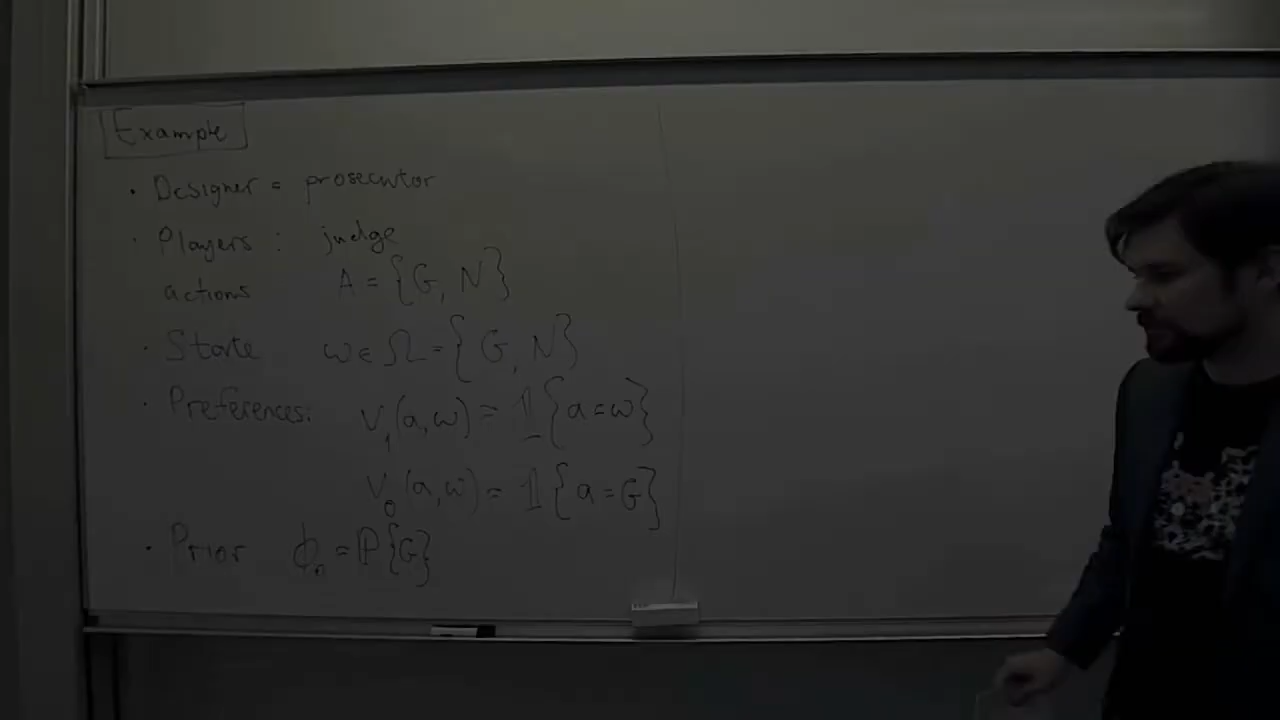 Example
• Designer = prosecutor
• Players: judge
actions A = {G, N}
• State ω ∈ Ω = {G, N}
• Preferences: V₁(a,ω) = 𝟙{a=ω}
V₀(a,ω) = 𝟙{a=G}
• Prior ϕ₀ = ℙ{G}